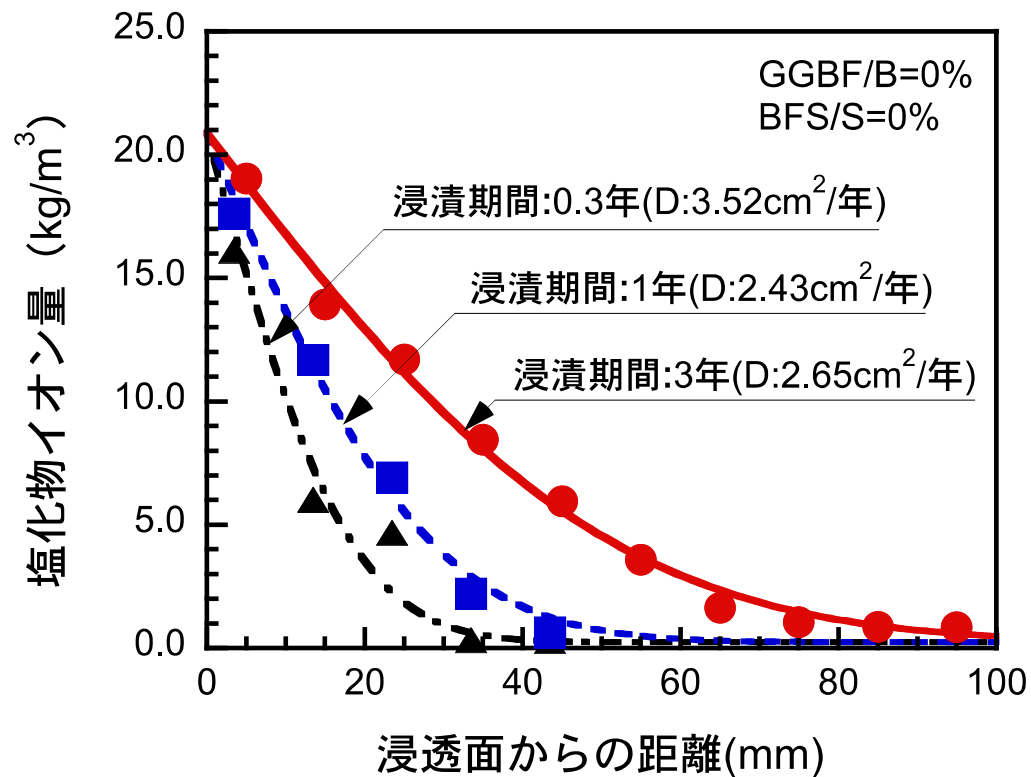 25.0
20.0
15.0
10.0
5.0
0.0
塩化物イオン量 (kg/m³)
GGBF/B=0%
BFS/S=0%
浸漬期間:0.3年(D:3.52cm²/年)
浸漬期間:1年(D:2.43cm²/年)
浸漬期間:3年(D:2.65cm²/年)
0 20 40 60 80 100
浸透面からの距離(mm)